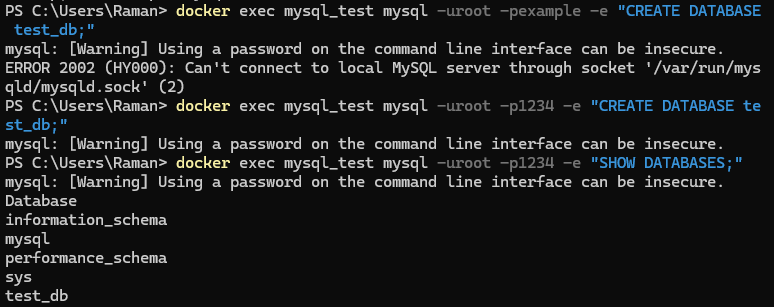 PS C:\Users\Raman> docker exec mysql_test mysql -uroot -pexample -e "CREATE DATABASE
 test_db;"
mysql: [Warning] Using a password on the command line interface can be insecure.
ERROR 2002 (HY000): Can't connect to local MySQL server through socket '/var/run/mys
qld/mysqld.sock' (2)
PS C:\Users\Raman> docker exec mysql_test mysql -uroot -p1234 -e "CREATE DATABASE te
st_db;"
mysql: [Warning] Using a password on the command line interface can be insecure.
PS C:\Users\Raman> docker exec mysql_test mysql -uroot -p1234 -e "SHOW DATABASES;"
mysql: [Warning] Using a password on the command line interface can be insecure.
Database
information_schema
mysql
performance_schema
sys
test_db